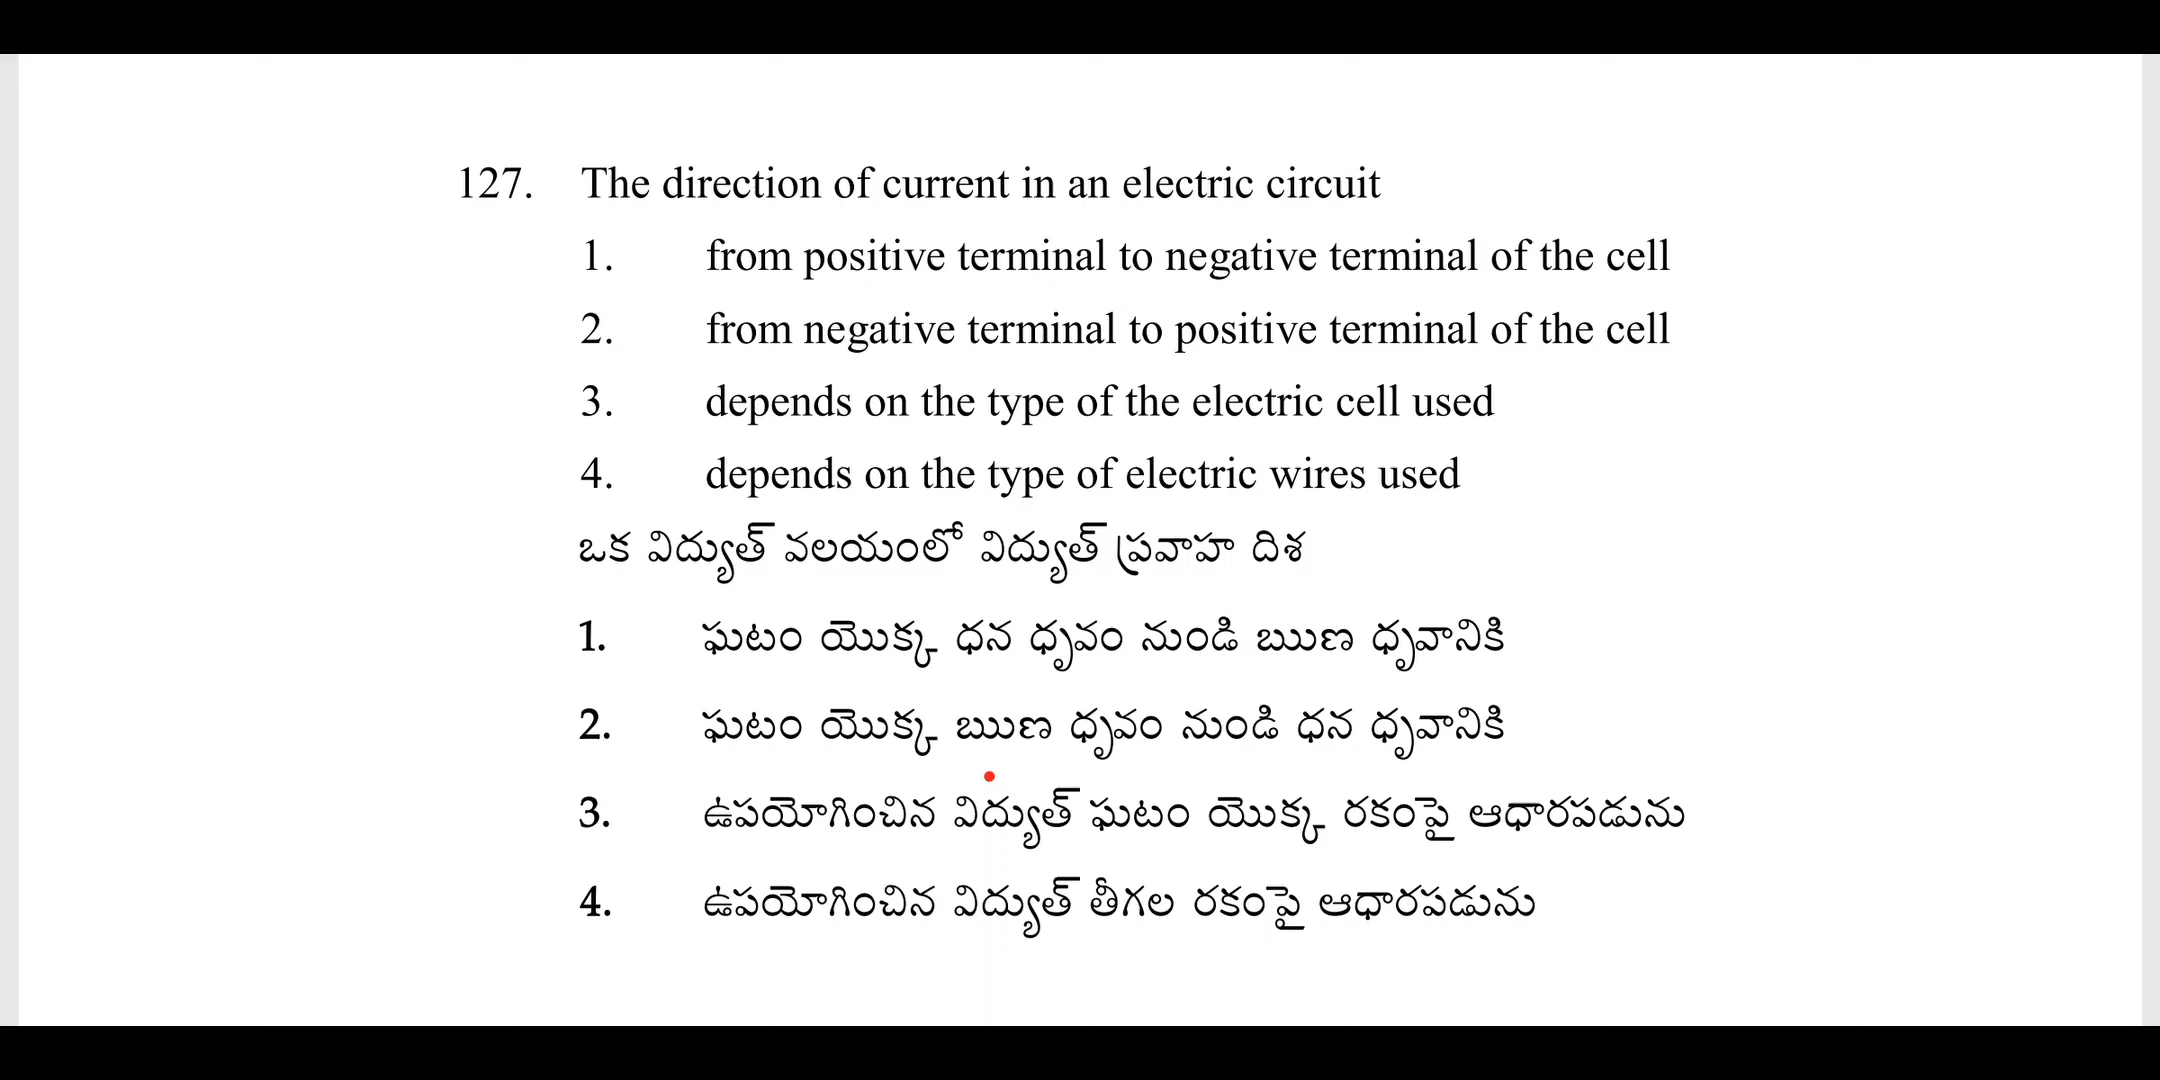 127. The direction of current in an electric circuit
1. from positive terminal to negative terminal of the cell
2. from negative terminal to positive terminal of the cell
3. depends on the type of the electric cell used
4. depends on the type of electric wires used
ఒక విద్యుత్ వలయంలో విద్యుత్ ప్రవాహ దిశ
1. ఘటం యొక్క ధన ధృవం నుండి ఋణ ధృవానికి
2. ఘటం యొక్క ఋణ ధృవం నుండి ధన ధృవానికి
3. ఉపయోగించిన విద్యుత్ ఘటం యొక్క రకంపై ఆధారపడును
4. ఉపయోగించిన విద్యుత్ తీగల రకంపై ఆధారపడును